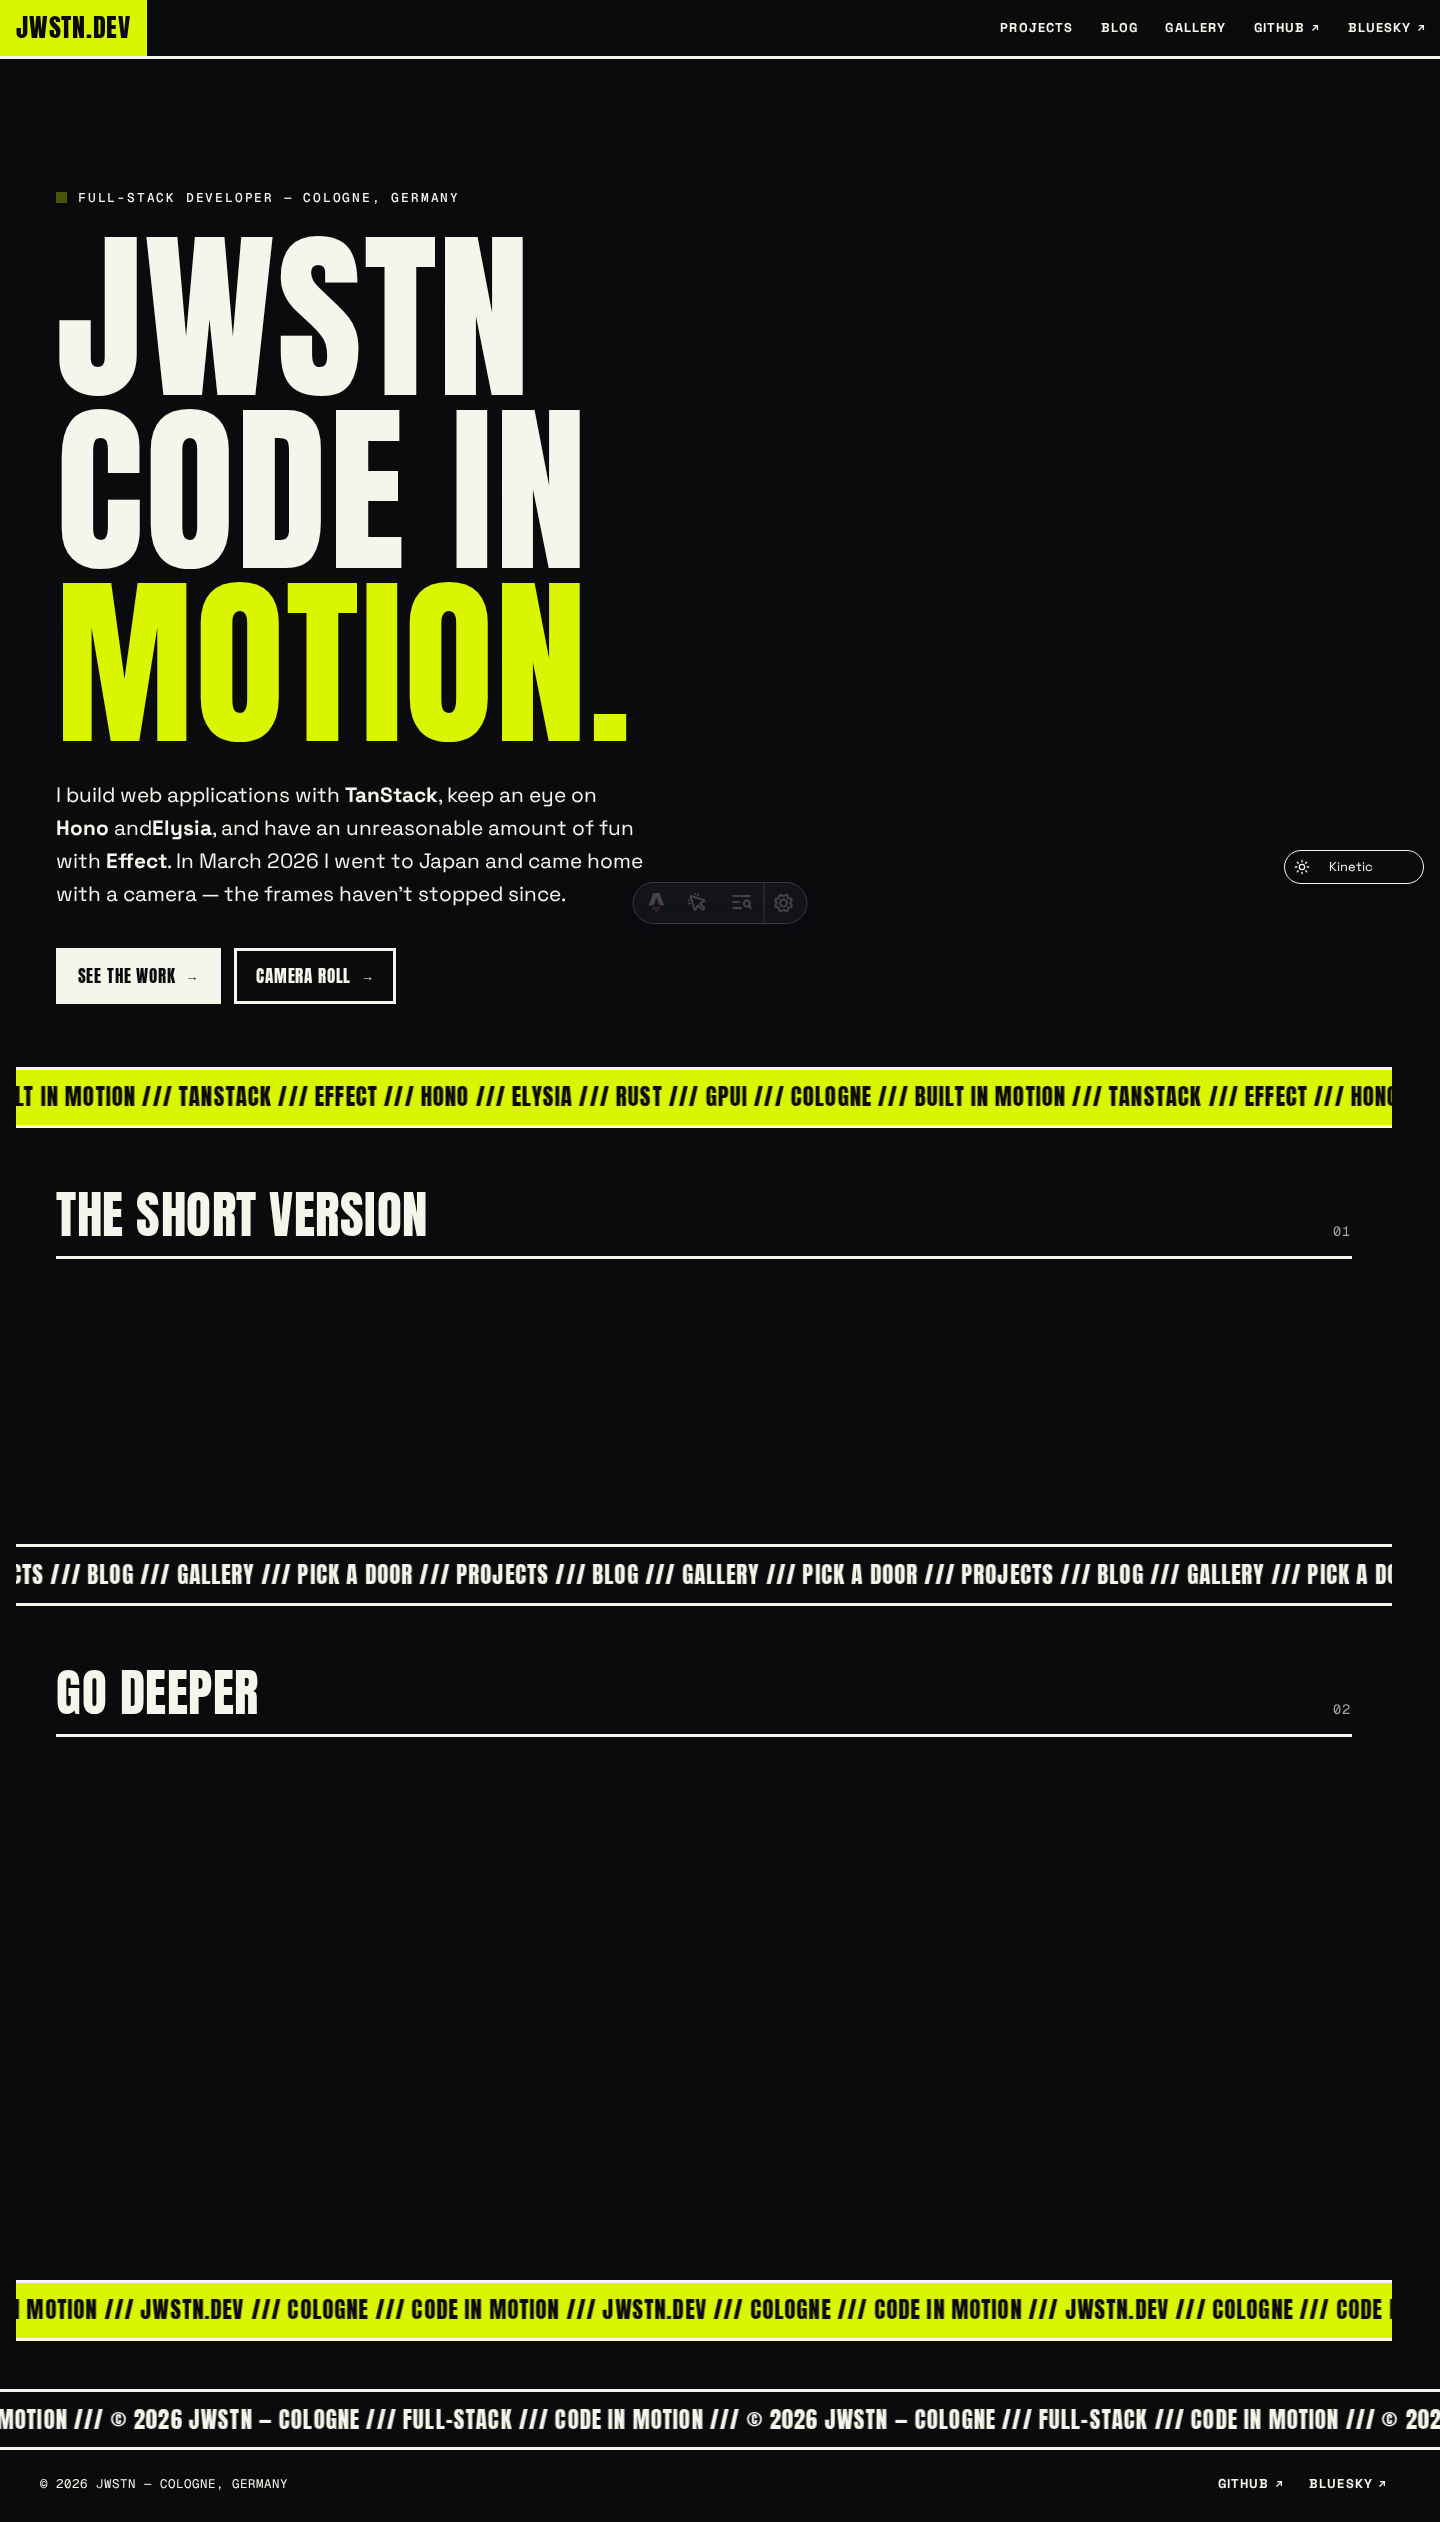 JWSTN.DEV
PROJECTS BLOG GALLERY GITHUB ↗ BLUESKY ↗
FULL-STACK DEVELOPER — COLOGNE, GERMANY
JWSTN
CODE IN
MOTION.
I build web applications with TanStack, keep an eye on
Hono andElysia, and have an unreasonable amount of fun
with Effect. In March 2026 I went to Japan and came home
with a camera — the frames haven't stopped since.
Kinetic
SEE THE WORK →
CAMERA ROLL →
LT IN MOTION /// TANSTACK /// EFFECT /// HONO /// ELYSIA /// RUST /// GPUI /// COLOGNE /// BUILT IN MOTION /// TANSTACK /// EFFECT /// HONO
THE SHORT VERSION
01
CTS /// BLOG /// GALLERY /// PICK A DOOR /// PROJECTS /// BLOG /// GALLERY /// PICK A DOOR /// PROJECTS /// BLOG /// GALLERY /// PICK A DO
GO DEEPER
02
MOTION /// JWSTN.DEV /// COLOGNE /// CODE IN MOTION /// JWSTN.DEV /// COLOGNE /// CODE IN MOTION /// JWSTN.DEV /// COLOGNE /// CODE
MOTION /// © 2026 JWSTN — COLOGNE /// FULL-STACK /// CODE IN MOTION /// © 2026 JWSTN — COLOGNE /// FULL-STACK /// CODE IN MOTION /// © 202
© 2026 JWSTN — COLOGNE, GERMANY
GITHUB ↗ BLUESKY ↗